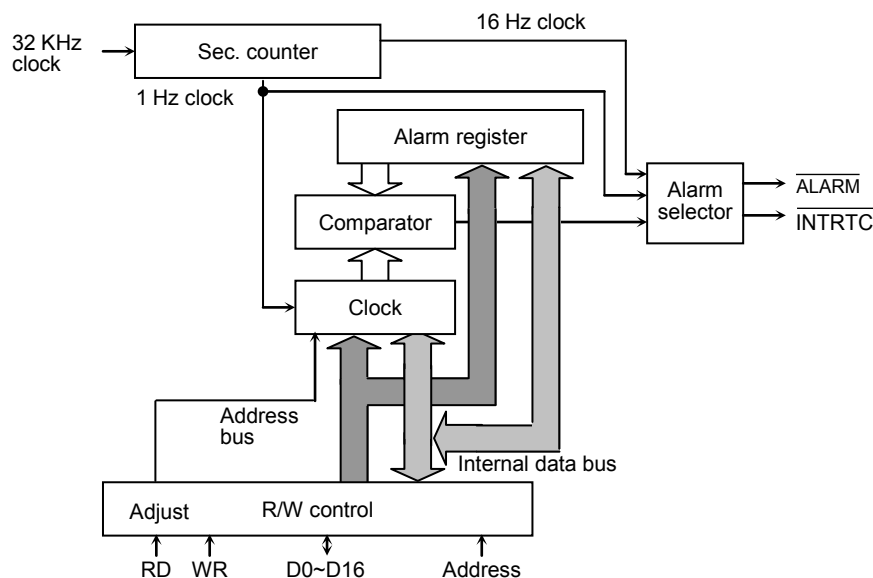 16 Hz clock
32 KHz
clock
Sec. counter
1 Hz clock
Alarm register
Alarm
selector
ALARM
INTRTC
Comparator
Clock
Address
bus
Internal data bus
Adjust
R/W control
RD
WR
D0~D16
Address